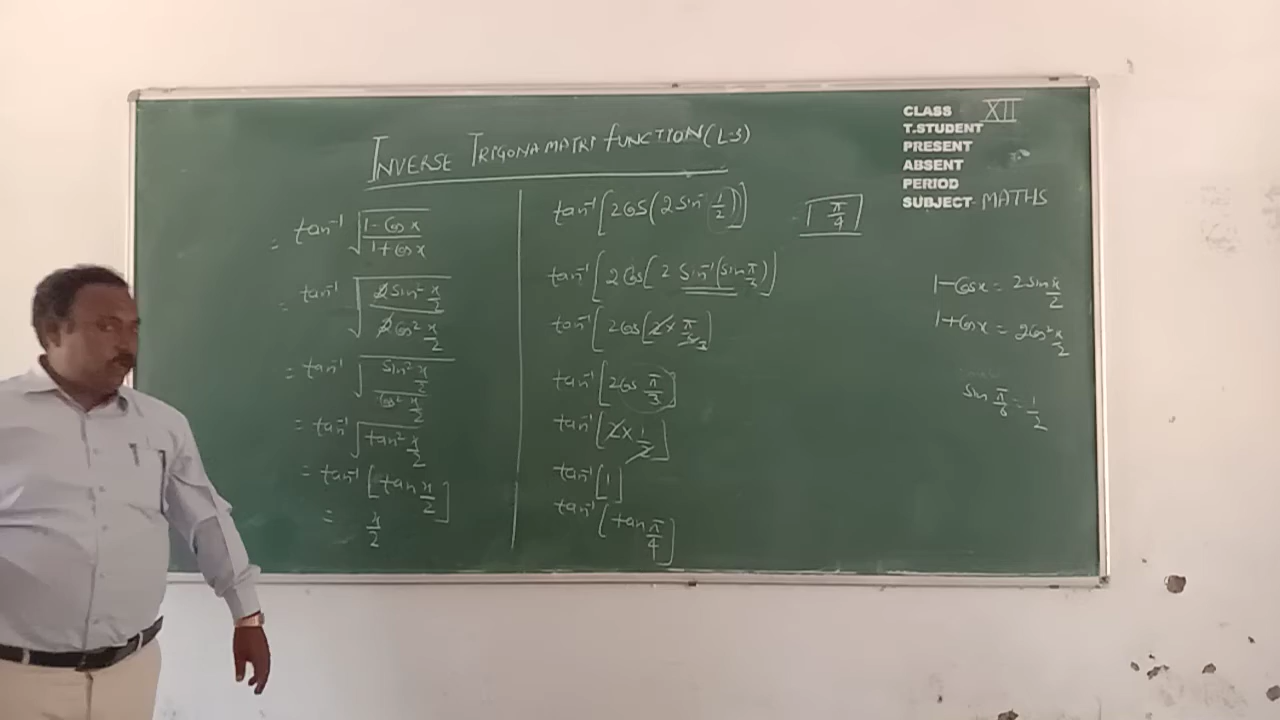 INVERSE TRIGONAMATRI FUNCTION (L-3)
CLASS XII
T.STUDENT
PRESENT
ABSENT
PERIOD
SUBJECT- MATHS
= tan⁻¹ √((1 - Cos x)/(1 + Cos x))
= tan⁻¹ √((2 Sin² x/2)/(2 Cos² x/2))
= tan⁻¹ √((Sin² x/2)/(Cos² x/2))
= tan⁻¹ √(tan² x/2)
= tan⁻¹ [tan x/2]
= x/2
tan⁻¹ [2 Cos (2 Sin⁻ 1/2)]
tan⁻¹ [2 Cos [2 Sin⁻¹ (Sin π/3)]
tan⁻¹ [2 Cos [2 × π/6 3]
tan⁻¹ [2 Cos π/3]
tan⁻¹ [2 × 1/2]
tan⁻¹ [1]
tan⁻¹ [tan π/4]
π/4
1 - Cos x = 2 Sin x/2
1 + Cos x = 2 Cos² x/2
Sin π/6 = 1/2